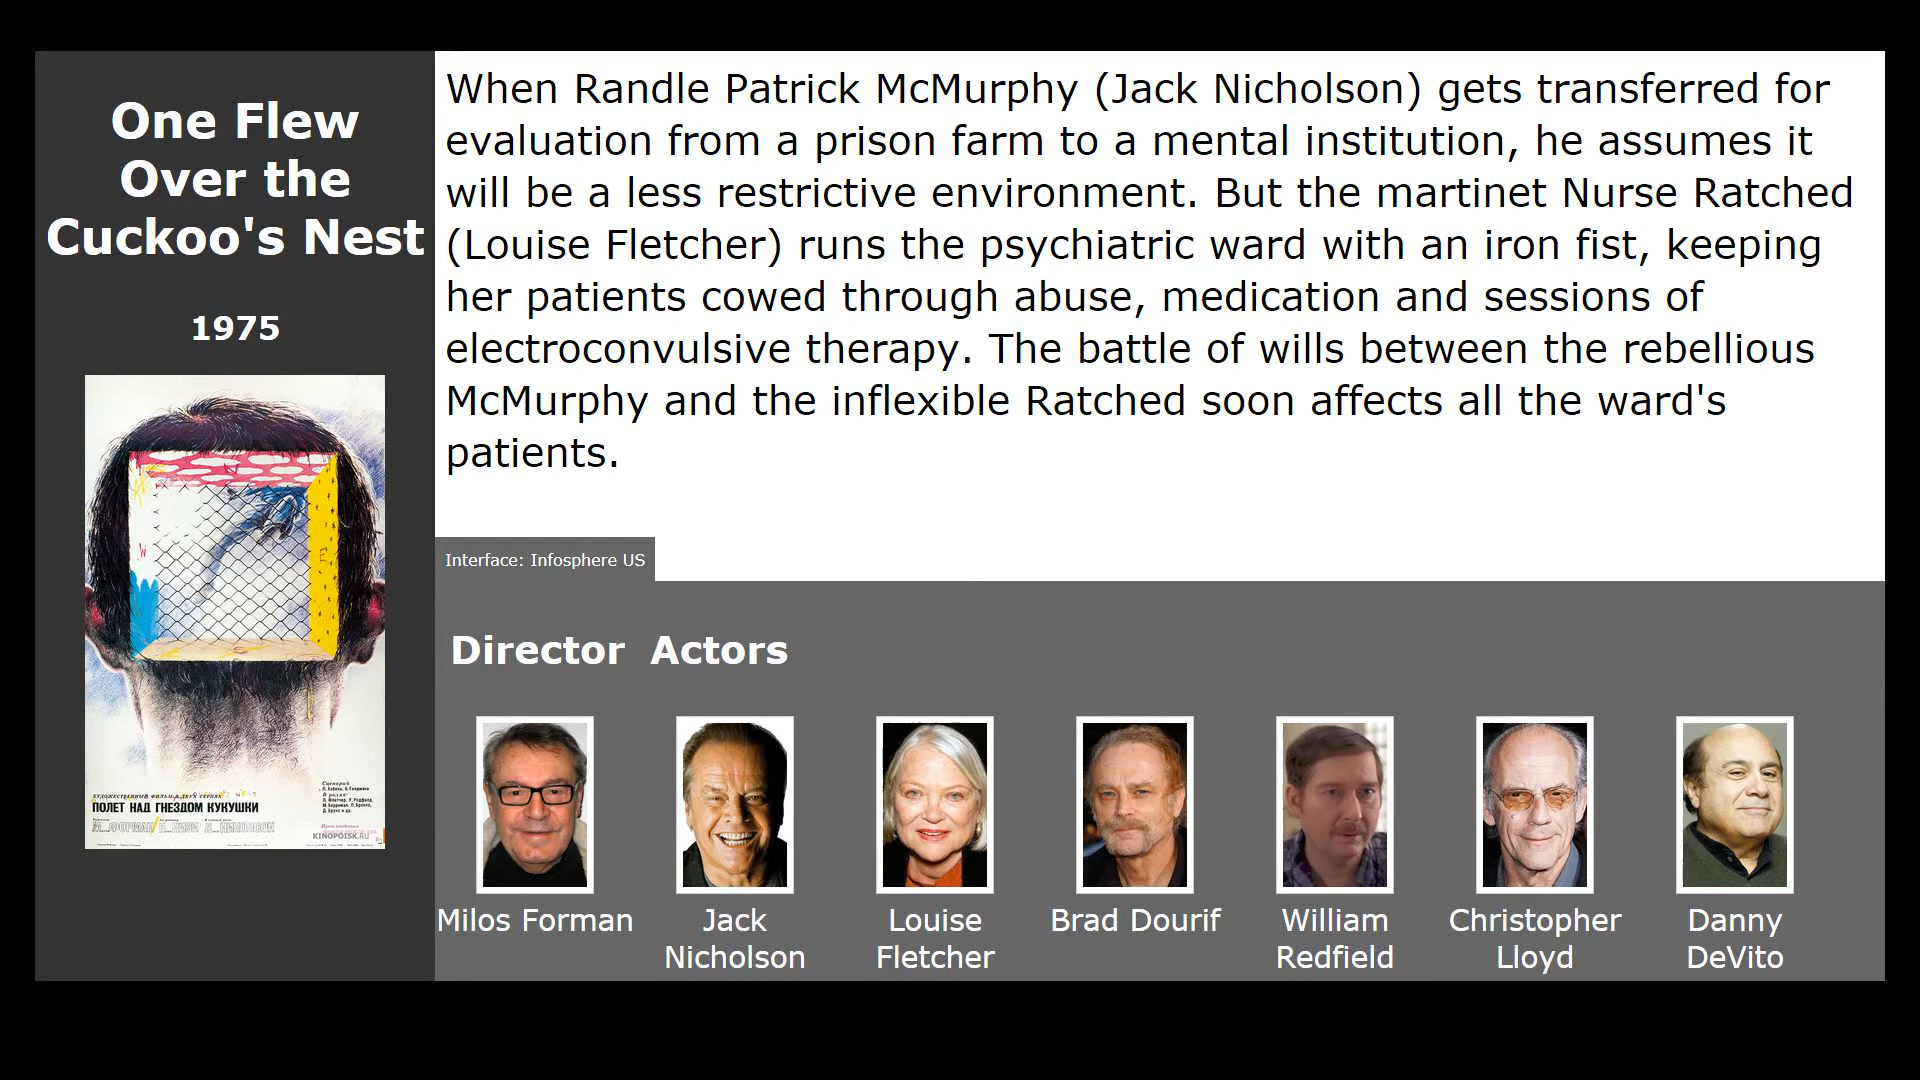 One Flew
Over the
Cuckoo's Nest
1975
ХУДОЖЕСТВЕННЫЙ ФИЛЬМ В ДВУХ СЕРИЯХ
ПОЛЕТ НАД ГНЕЗДОМ КУКУШКИ
KINOPOISK.RU
When Randle Patrick McMurphy (Jack Nicholson) gets transferred for
evaluation from a prison farm to a mental institution, he assumes it
will be a less restrictive environment. But the martinet Nurse Ratched
(Louise Fletcher) runs the psychiatric ward with an iron fist, keeping
her patients cowed through abuse, medication and sessions of
electroconvulsive therapy. The battle of wills between the rebellious
McMurphy and the inflexible Ratched soon affects all the ward's
patients.
Interface: Infosphere US
Director Actors
Milos Forman
Jack
Nicholson
Louise
Fletcher
Brad Dourif
William
Redfield
Christopher
Lloyd
Danny
DeVito